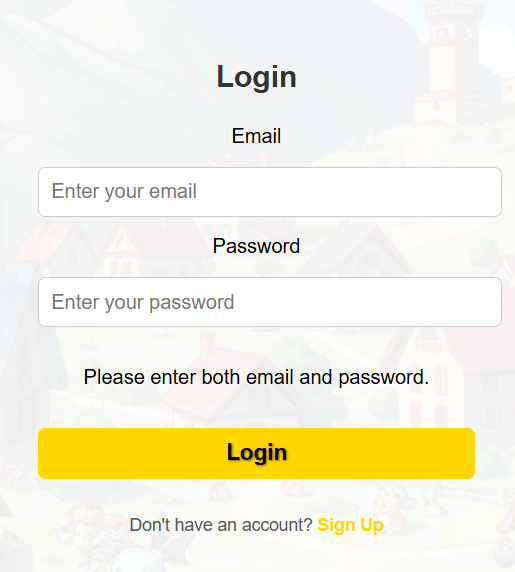 Login
Email
Enter your email
Password
Enter your password
Please enter both email and password.
Login
Don't have an account? Sign Up